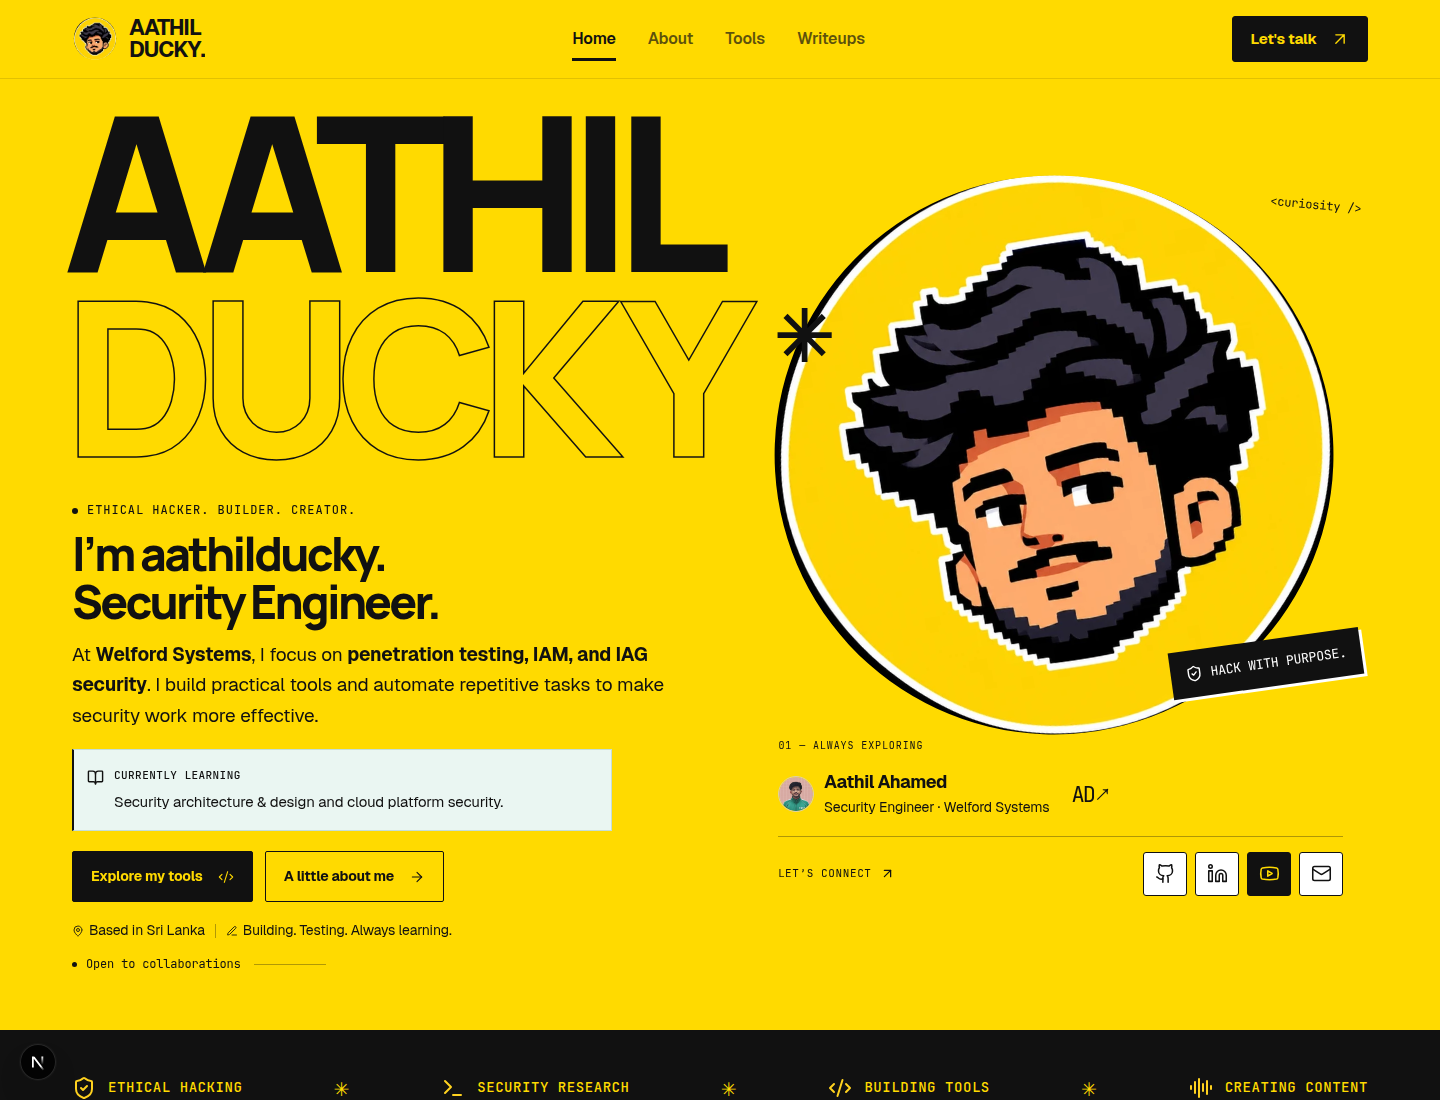 AATHIL
DUCKY.
Home
About
Tools
Writeups
Let's talk
AATHIL
DUCKY
<curiosity />
ETHICAL HACKER. BUILDER. CREATOR.
I’m aathilducky.
Security Engineer.
At Welford Systems, I focus on penetration testing, IAM, and IAG
security. I build practical tools and automate repetitive tasks to make
security work more effective.
CURRENTLY LEARNING
Security architecture & design and cloud platform security.
Explore my tools
A little about me
Based in Sri Lanka
Building. Testing. Always learning.
Open to collaborations
HACK WITH PURPOSE.
01 — ALWAYS EXPLORING
Aathil Ahamed
Security Engineer · Welford Systems
AD↗
LET’S CONNECT
N
ETHICAL HACKING
SECURITY RESEARCH
BUILDING TOOLS
CREATING CONTENT